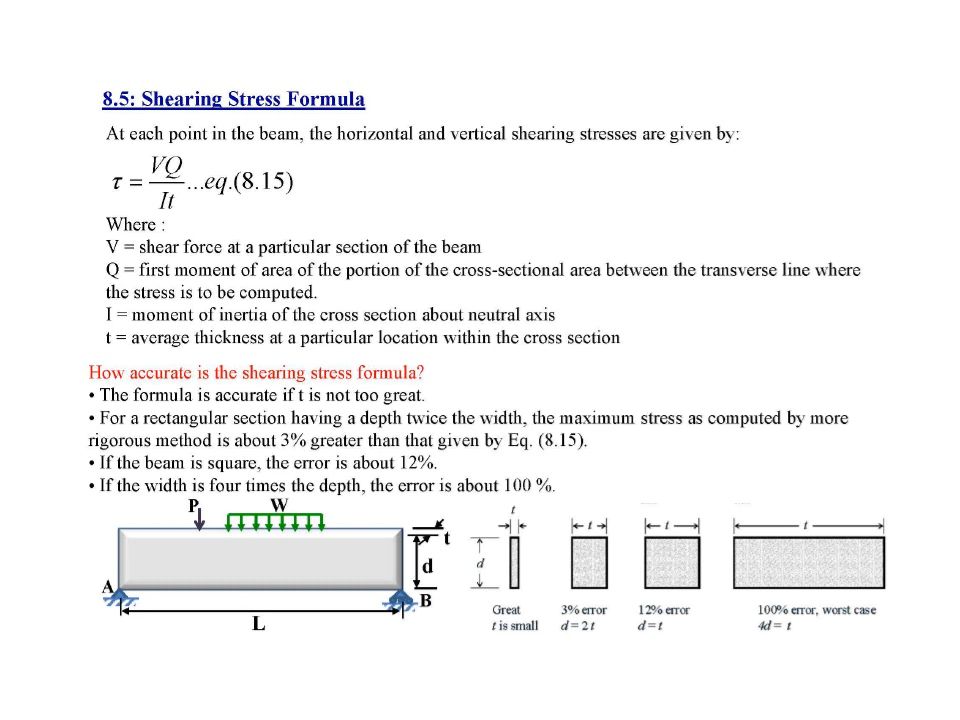 8.5: Shearing Stress Formula
At each point in the beam, the horizontal and vertical shearing stresses are given by:
τ = VQ/It ...eq.(8.15)
Where :
V = shear force at a particular section of the beam
Q = first moment of area of the portion of the cross-sectional area between the transverse line where
the stress is to be computed.
I = moment of inertia of the cross section about neutral axis
t = average thickness at a particular location within the cross section
How accurate is the shearing stress formula?
• The formula is accurate if t is not too great.
• For a rectangular section having a depth twice the width, the maximum stress as computed by more
rigorous method is about 3% greater than that given by Eq. (8.15).
• If the beam is square, the error is about 12%.
• If the width is four times the depth, the error is about 100 %.
P W
t
d
A
B
L
t t t t
d
Great 3% error 12% error 100% error, worst case
t is small d = 2 t d = t 4d = t